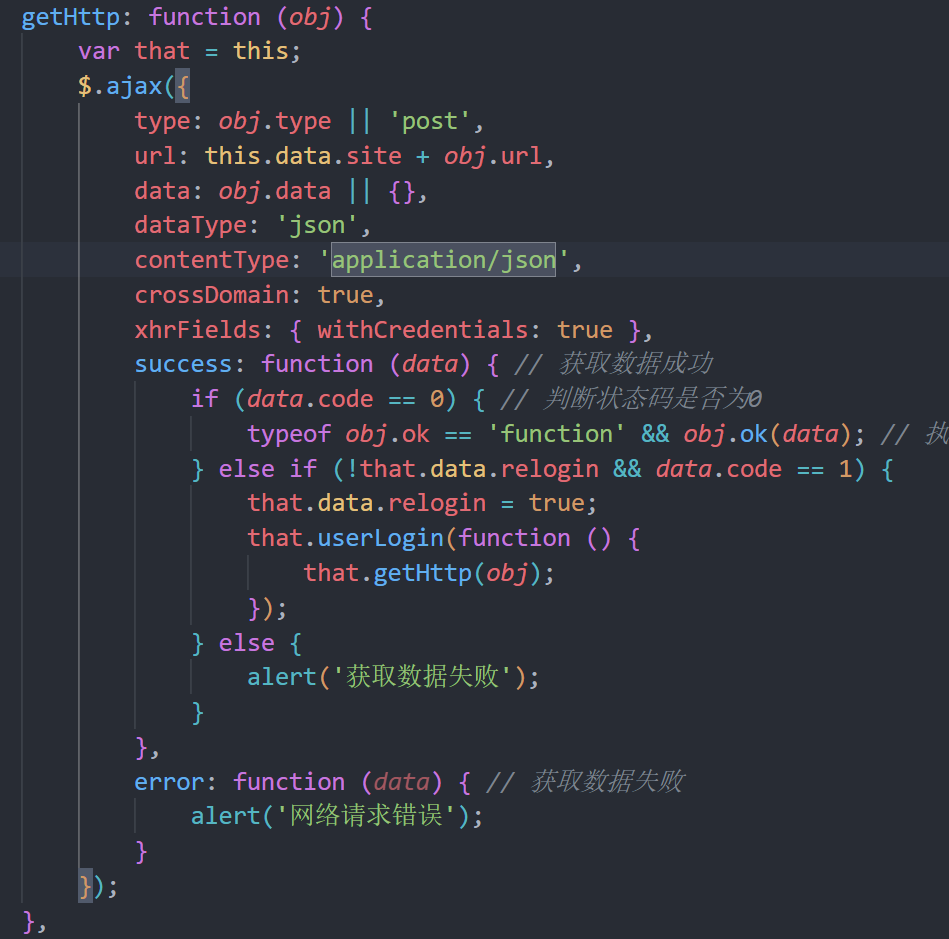 getHttp: function (obj) {
var that = this;
$.ajax({
type: obj.type || 'post',
url: this.data.site + obj.url,
data: obj.data || {},
dataType: 'json',
contentType: 'application/json',
crossDomain: true,
xhrFields: { withCredentials: true },
success: function (data) { // 获取数据成功
if (data.code == 0) { // 判断状态码是否为0
typeof obj.ok == 'function' && obj.ok(data); // 执
} else if (!that.data.relogin && data.code == 1) {
that.data.relogin = true;
that.userLogin(function () {
that.getHttp(obj);
});
} else {
alert('获取数据失败');
}
},
error: function (data) { // 获取数据失败
alert('网络请求错误');
}
});
},